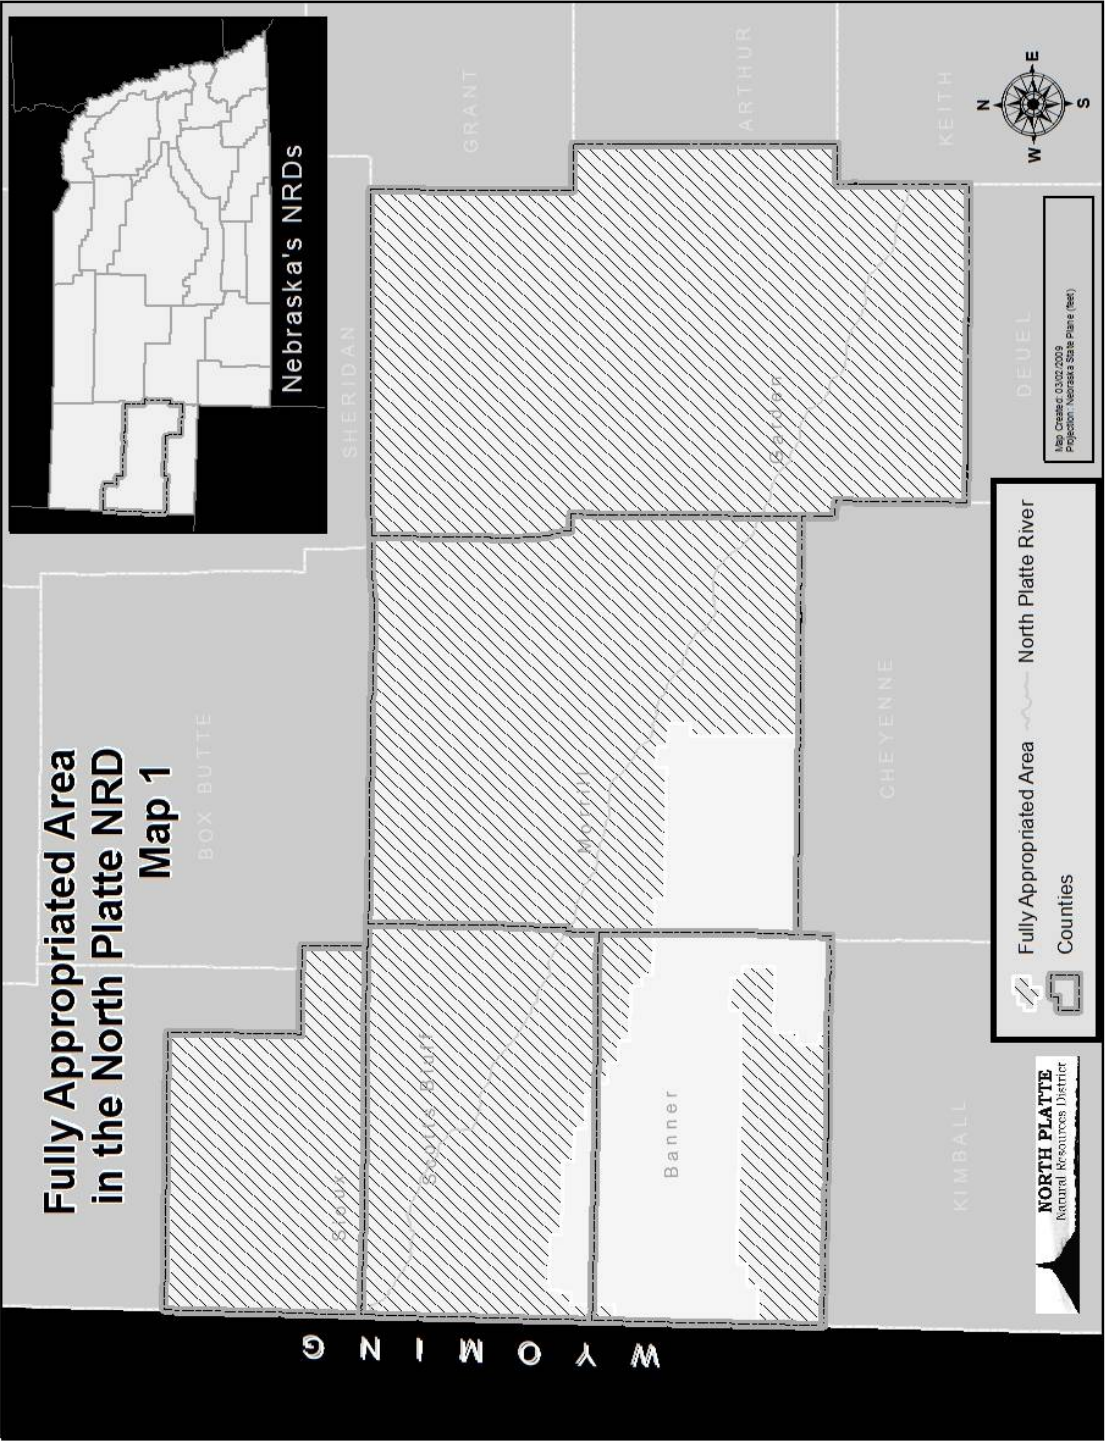 Fully Appropriated Area
in the North Platte NRD
Map 1
Nebraska's NRDs
WYOMING
Sioux
Scotts Bluff
Banner
Morrill
Garden
BOX BUTTE
SHERIDAN
GRANT
ARTHUR
KEITH
DEUEL
CHEYENNE
KIMBALL
N
W
E
S
NORTH PLATTE
Natural Resources District
Fully Appropriated Area
North Platte River
Counties
Map Created: 03/02/2009
Projection: Nebraska State Plane (feet)